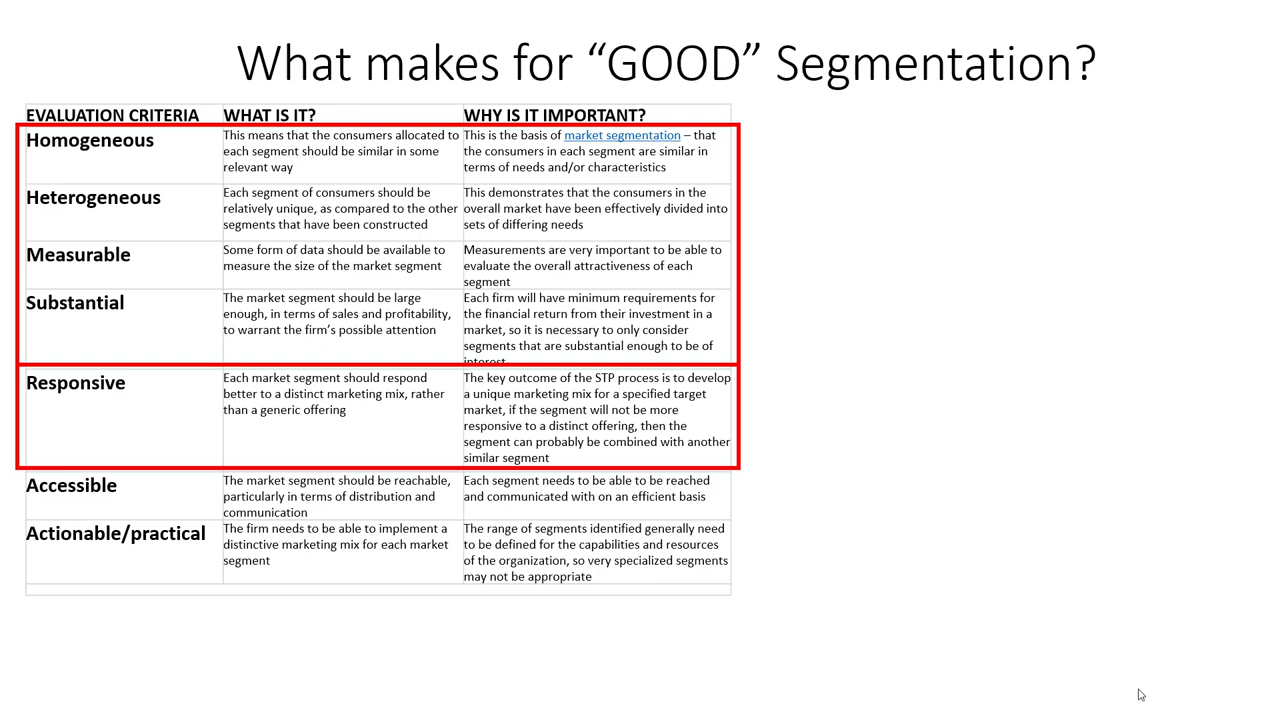 What makes for “GOOD” Segmentation?
EVALUATION CRITERIA WHAT IS IT? WHY IS IT IMPORTANT?
Homogeneous
This means that the consumers allocated to
each segment should be similar in some
relevant way
This is the basis of market segmentation – that
the consumers in each segment are similar in
terms of needs and/or characteristics
Heterogeneous
Each segment of consumers should be
relatively unique, as compared to the other
segments that have been constructed
This demonstrates that the consumers in the
overall market have been effectively divided into
sets of differing needs
Measurable
Some form of data should be available to
measure the size of the market segment
Measurements are very important to be able to
evaluate the overall attractiveness of each
segment
Substantial
The market segment should be large
enough, in terms of sales and profitability,
to warrant the firm’s possible attention
Each firm will have minimum requirements for
the financial return from their investment in a
market, so it is necessary to only consider
segments that are substantial enough to be of
interest
Responsive
Each market segment should respond
better to a distinct marketing mix, rather
than a generic offering
The key outcome of the STP process is to develop
a unique marketing mix for a specified target
market, if the segment will not be more
responsive to a distinct offering, then the
segment can probably be combined with another
similar segment
Accessible
The market segment should be reachable,
particularly in terms of distribution and
communication
Each segment needs to be able to be reached
and communicated with on an efficient basis
Actionable/practical
The firm needs to be able to implement a
distinctive marketing mix for each market
segment
The range of segments identified generally need
to be defined for the capabilities and resources
of the organization, so very specialized segments
may not be appropriate